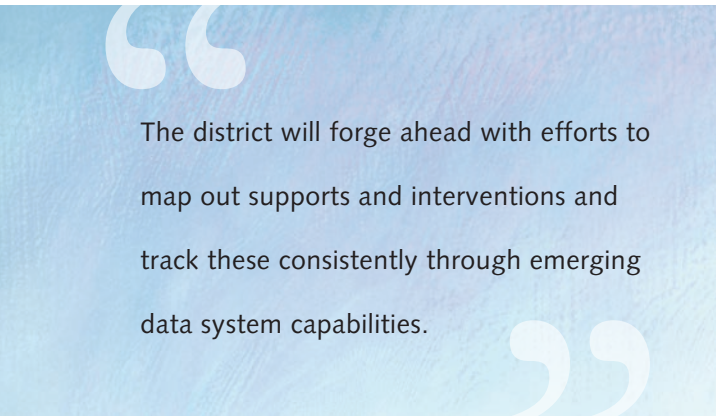 “
The district will forge ahead with efforts to
map out supports and interventions and
track these consistently through emerging
data system capabilities.
”